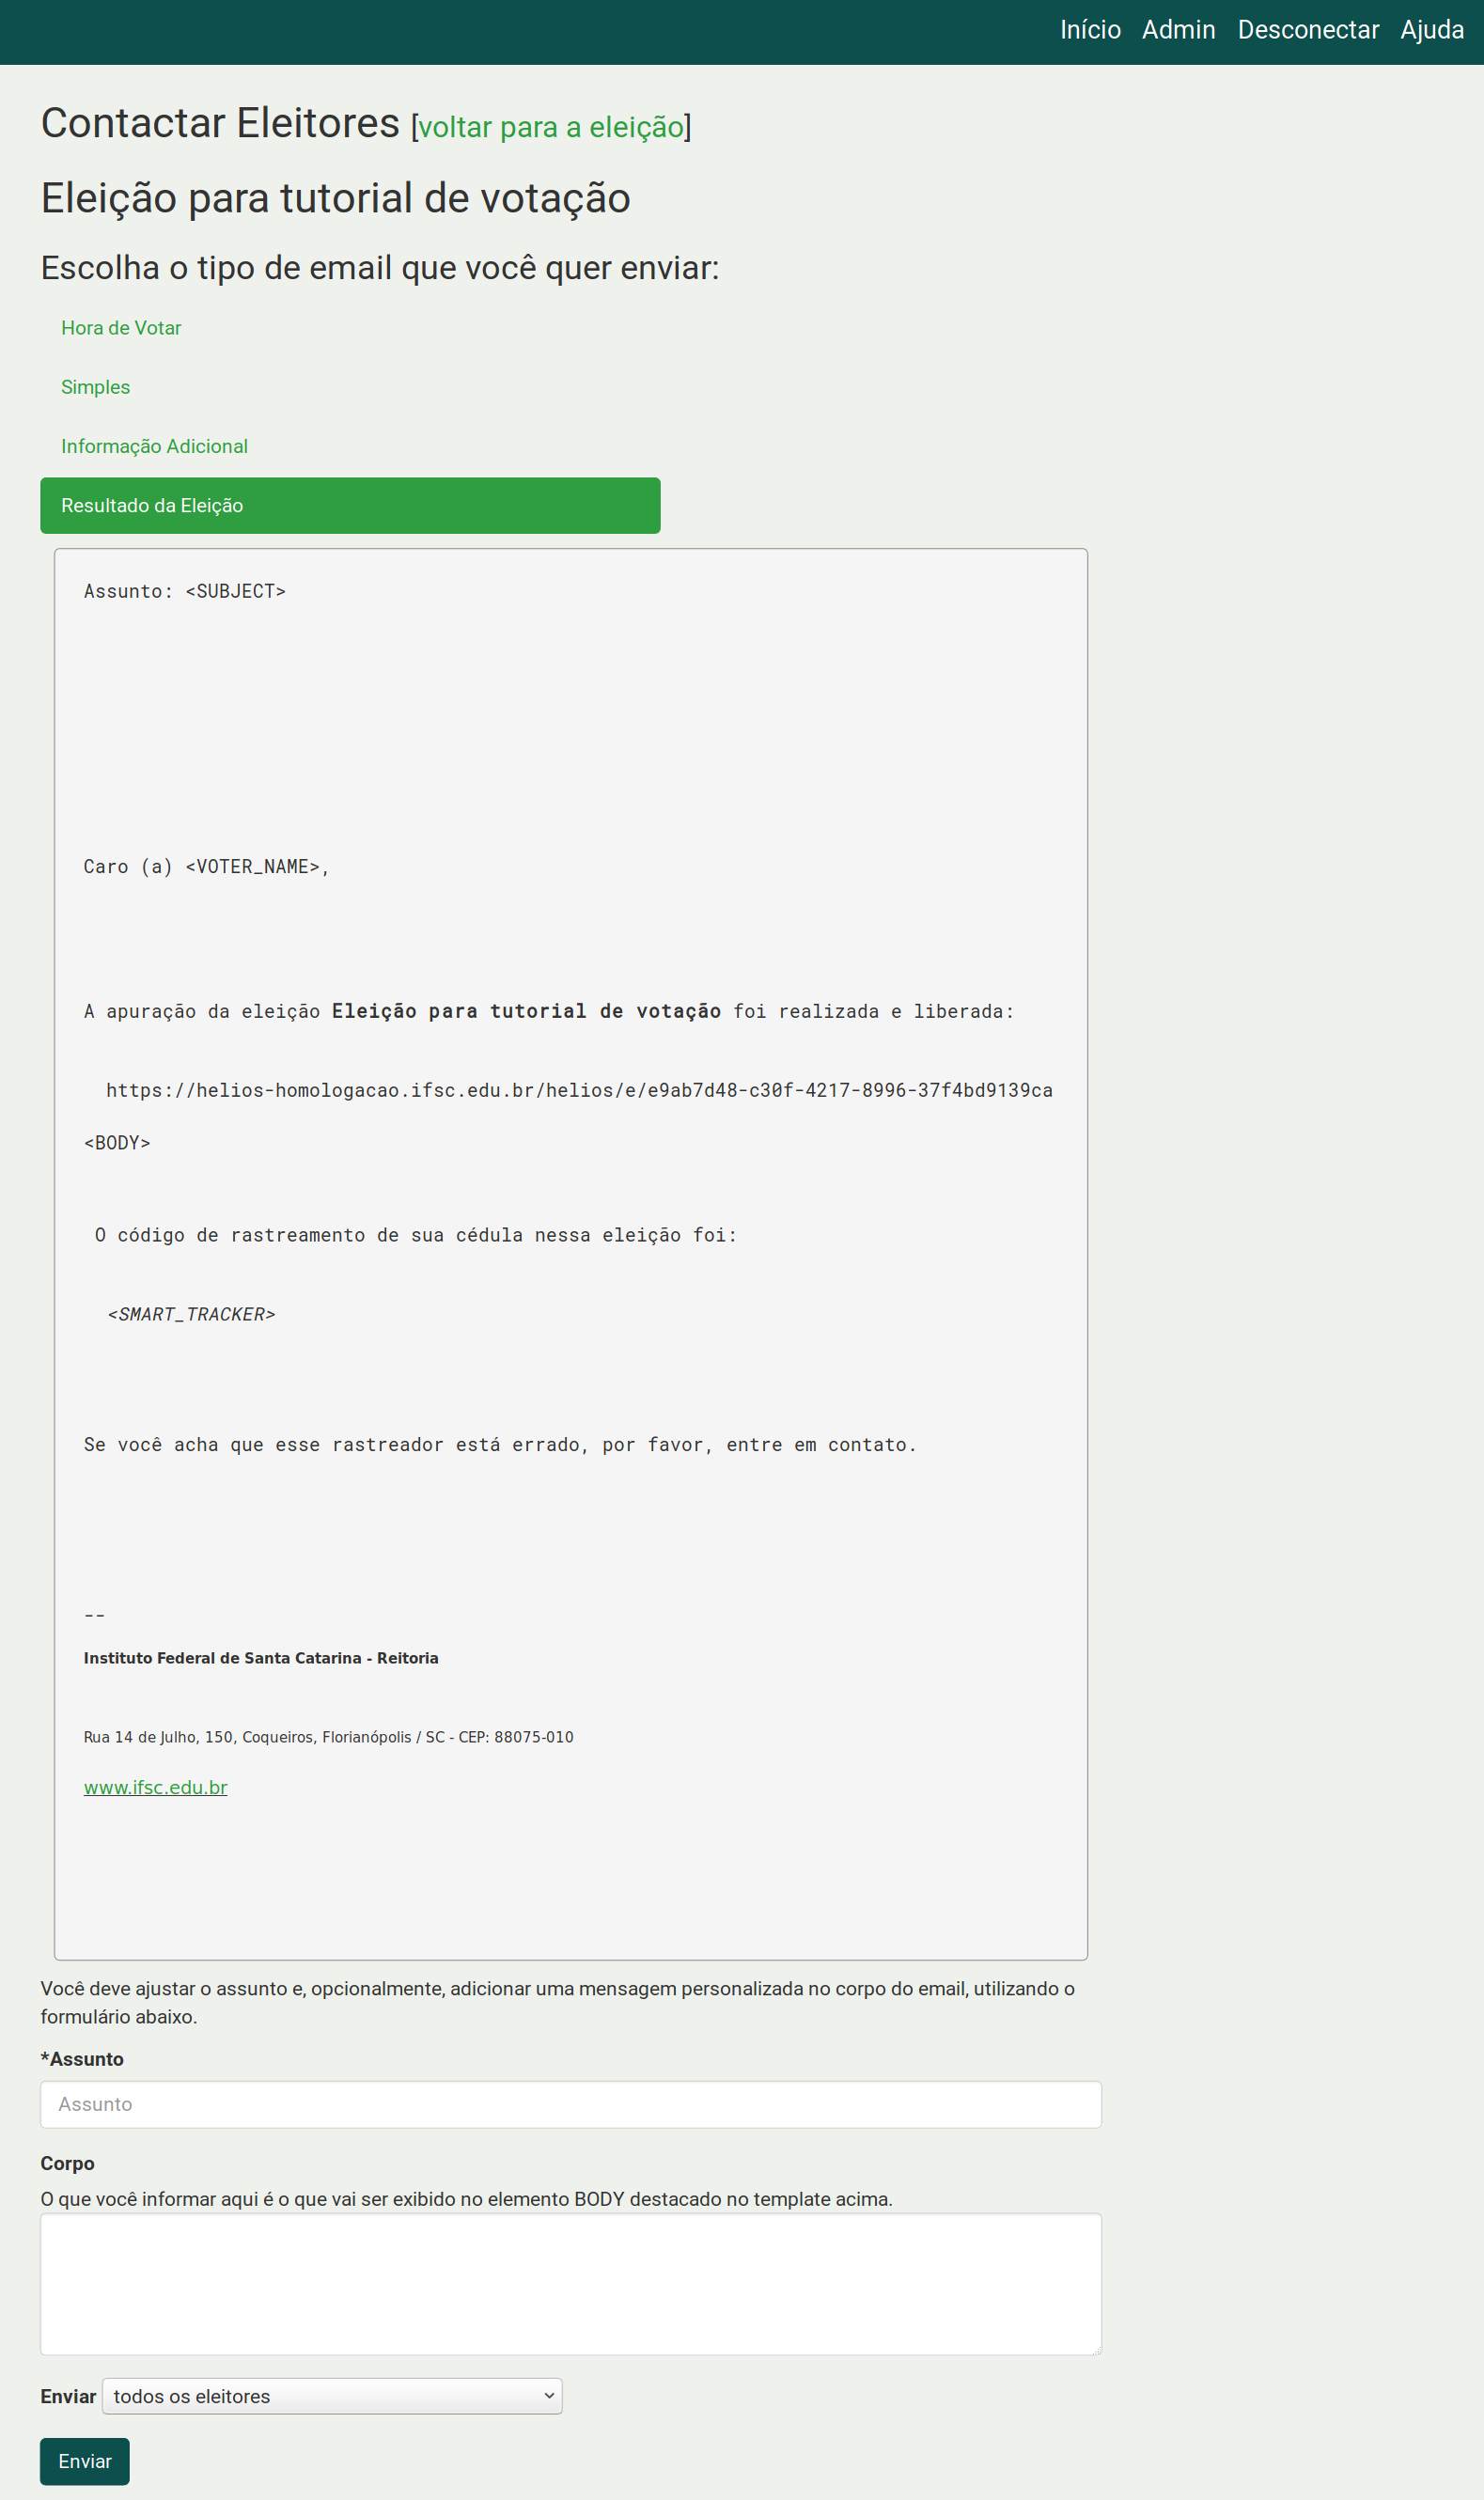 Início Admin Desconectar Ajuda
Contactar Eleitores [voltar para a eleição]
Eleição para tutorial de votação
Escolha o tipo de email que você quer enviar:
Hora de Votar
Simples
Informação Adicional
Resultado da Eleição
Assunto: <SUBJECT>
Caro (a) <VOTER_NAME>,
A apuração da eleição Eleição para tutorial de votação foi realizada e liberada:
https://helios-homologacao.ifsc.edu.br/helios/e/e9ab7d48-c30f-4217-8996-37f4bd9139ca
<BODY>
O código de rastreamento de sua cédula nessa eleição foi:
<SMART_TRACKER>
Se você acha que esse rastreador está errado, por favor, entre em contato.
--
Instituto Federal de Santa Catarina - Reitoria
Rua 14 de Julho, 150, Coqueiros, Florianópolis / SC - CEP: 88075-010
www.ifsc.edu.br
Você deve ajustar o assunto e, opcionalmente, adicionar uma mensagem personalizada no corpo do email, utilizando o
formulário abaixo.
*Assunto
Assunto
Corpo
O que você informar aqui é o que vai ser exibido no elemento BODY destacado no template acima.
Enviar todos os eleitores
Enviar